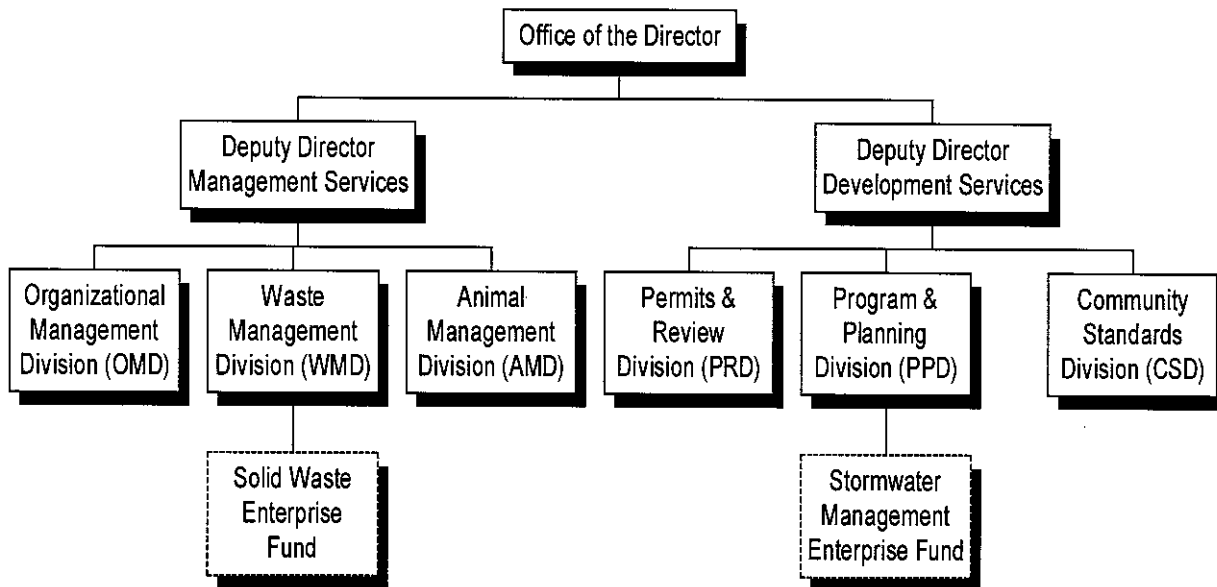 Office of the Director
Deputy Director
Management Services
Deputy Director
Development Services
Organizational
Management
Division (OMD)
Waste
Management
Division (WMD)
Animal
Management
Division (AMD)
Permits &
Review
Division (PRD)
Program &
Planning
Division (PPD)
Community
Standards
Division (CSD)
Solid Waste
Enterprise
Fund
Stormwater
Management
Enterprise Fund